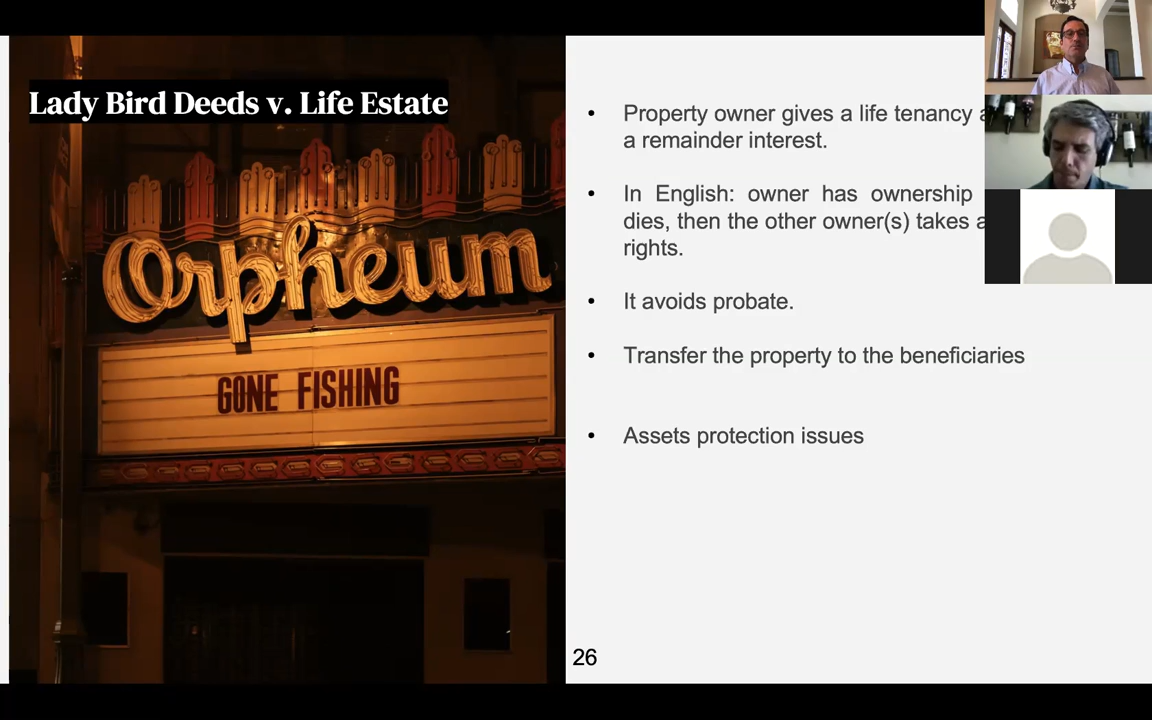 Lady Bird Deeds v. Life Estate
Orpheum
GONE FISHING
• Property owner gives a life tenancy
a remainder interest.
• In English: owner has ownership
dies, then the other owner(s) takes
rights.
• It avoids probate.
• Transfer the property to the beneficiaries
• Assets protection issues
26